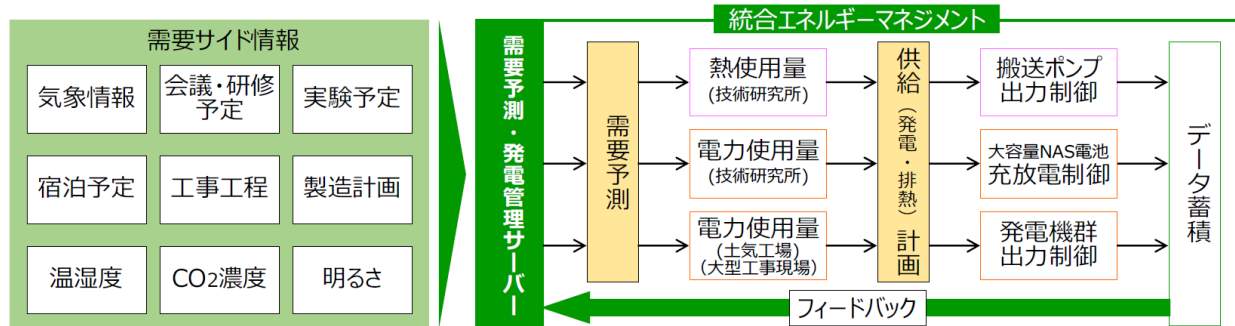 需要サイド情報
気象情報
会議・研修
予定
実験予定
宿泊予定
工事工程
製造計画
温湿度
CO2濃度
明るさ
統合エネルギーマネジメント
需要予測・発電管理サーバー
需要予測
熱使用量
(技術研究所)
電力使用量
(技術研究所)
電力使用量
(土気工場)
(大型工事現場)
供給（発電・排熱）計画
搬送ポンプ
出力制御
大容量NAS電池
充放電制御
発電機群
出力制御
データ蓄積
フィードバック